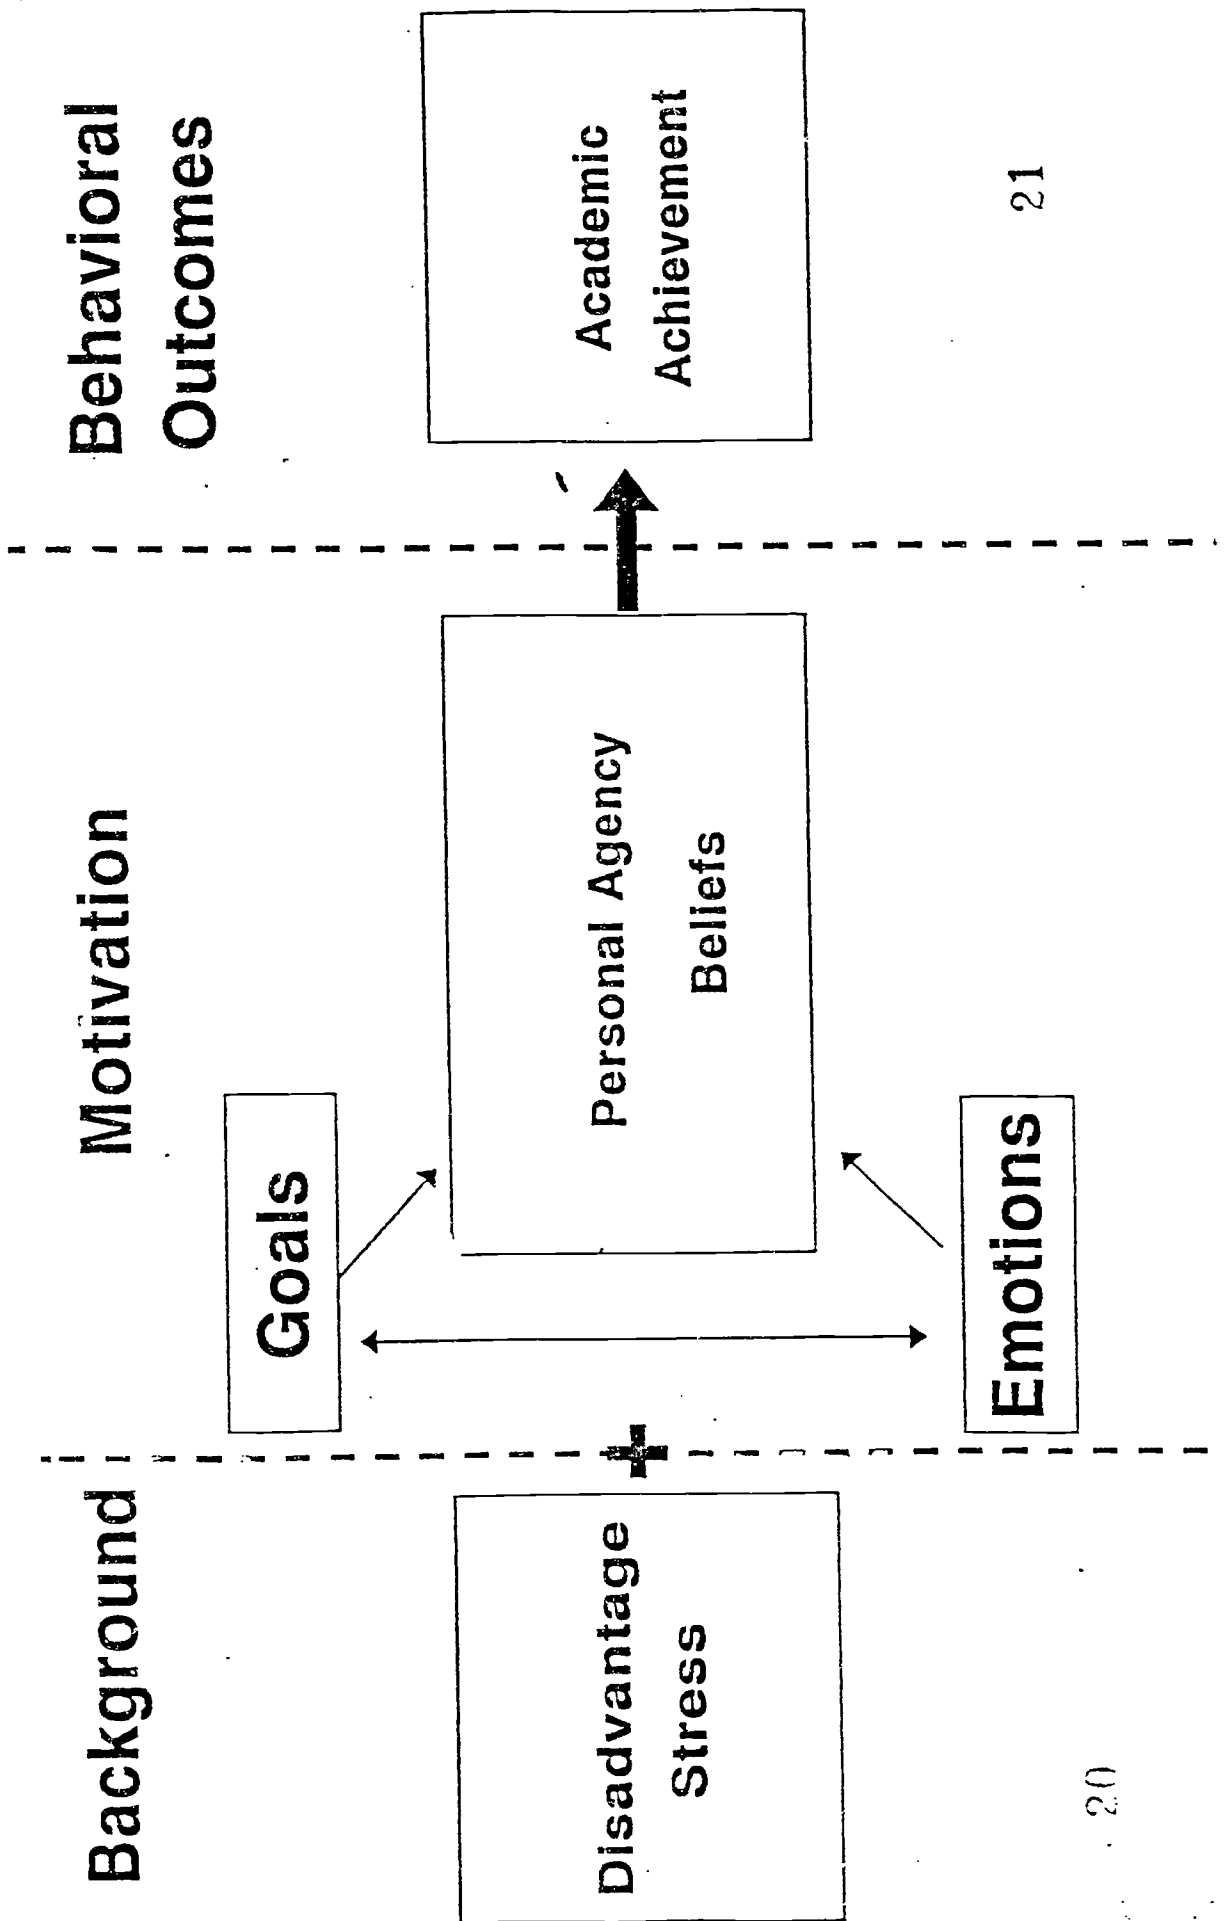 Background
Motivation
Behavioral
Outcomes
Goals
Disadvantage
Stress
+
Personal Agency
Beliefs
Academic
Achievement
Emotions
20
21